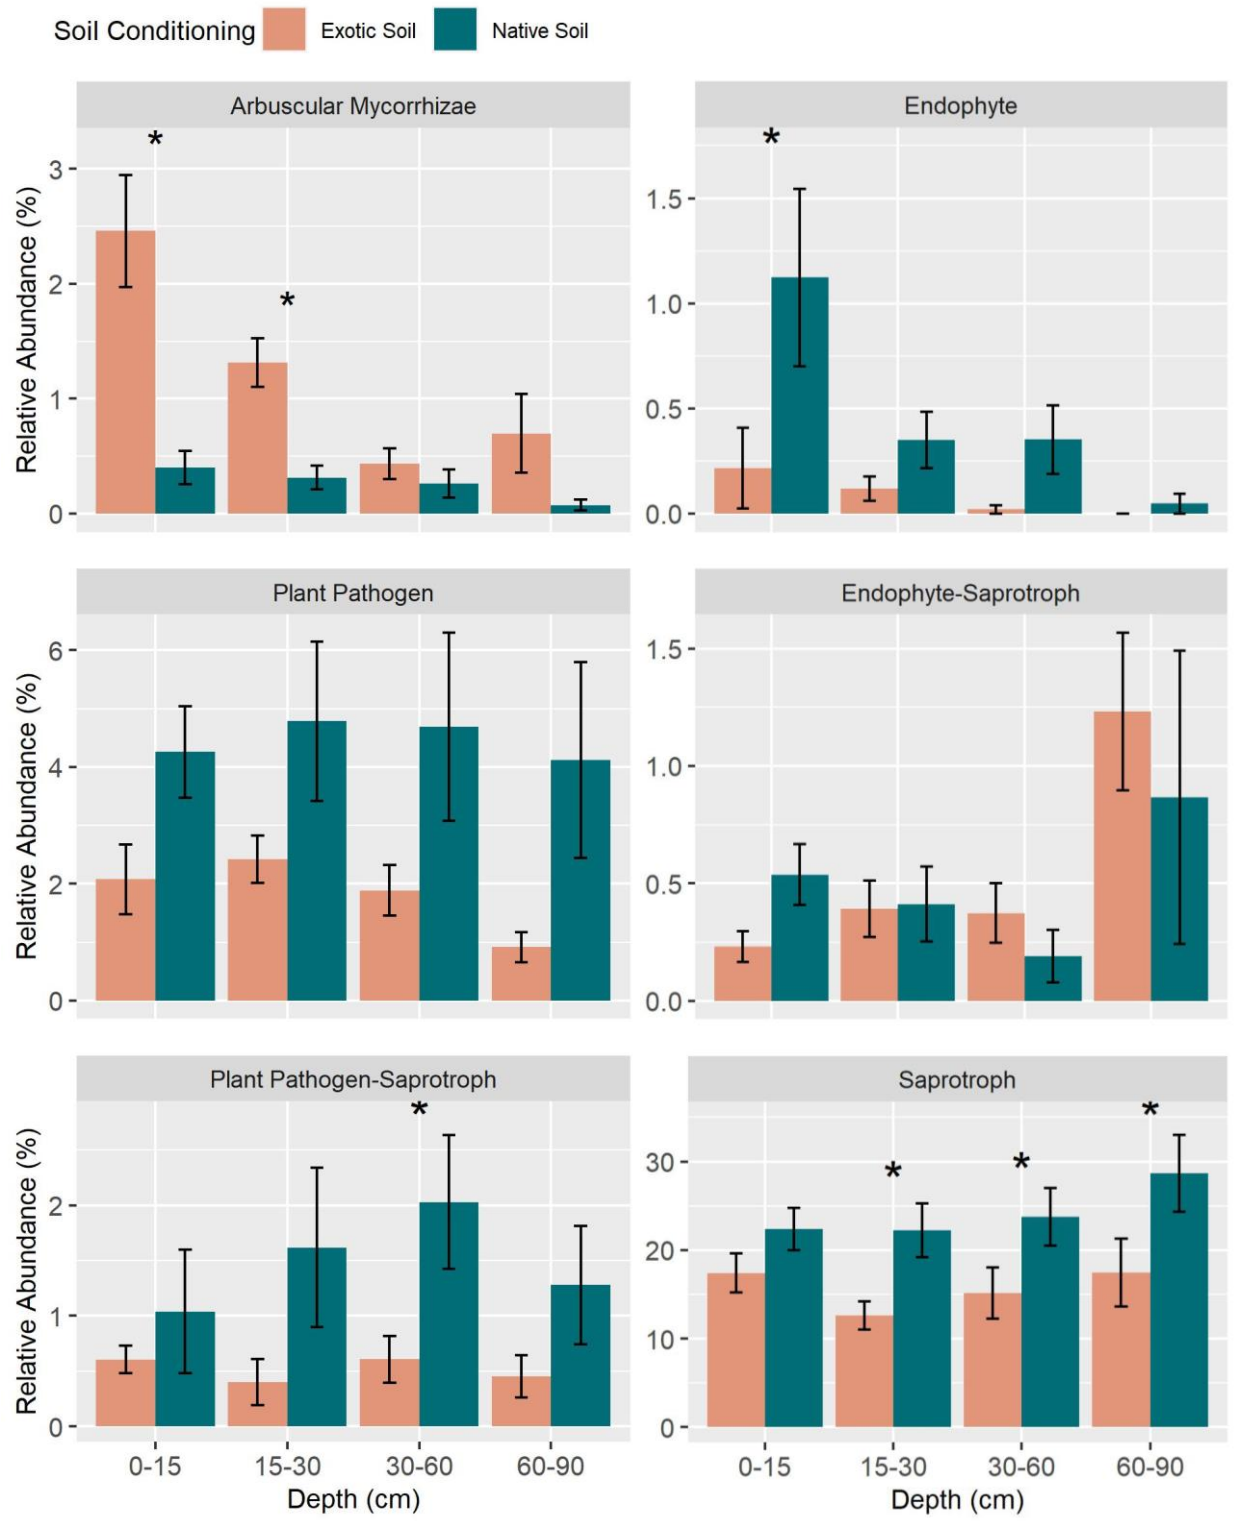 Soil Conditioning Exotic Soil Native Soil
Arbuscular Mycorrhizae
*
*
Relative Abundance (%)
3
2
1
0
Endophyte
*
1.5
1.0
0.5
0.0
Plant Pathogen
Relative Abundance (%)
6
4
2
0
Endophyte-Saprotroph
1.5
1.0
0.5
0.0
Plant Pathogen-Saprotroph
*
Relative Abundance (%)
2
1
0
0-15 15-30 30-60 60-90
Depth (cm)
Saprotroph
*
*
*
30
20
10
0
0-15 15-30 30-60 60-90
Depth (cm)